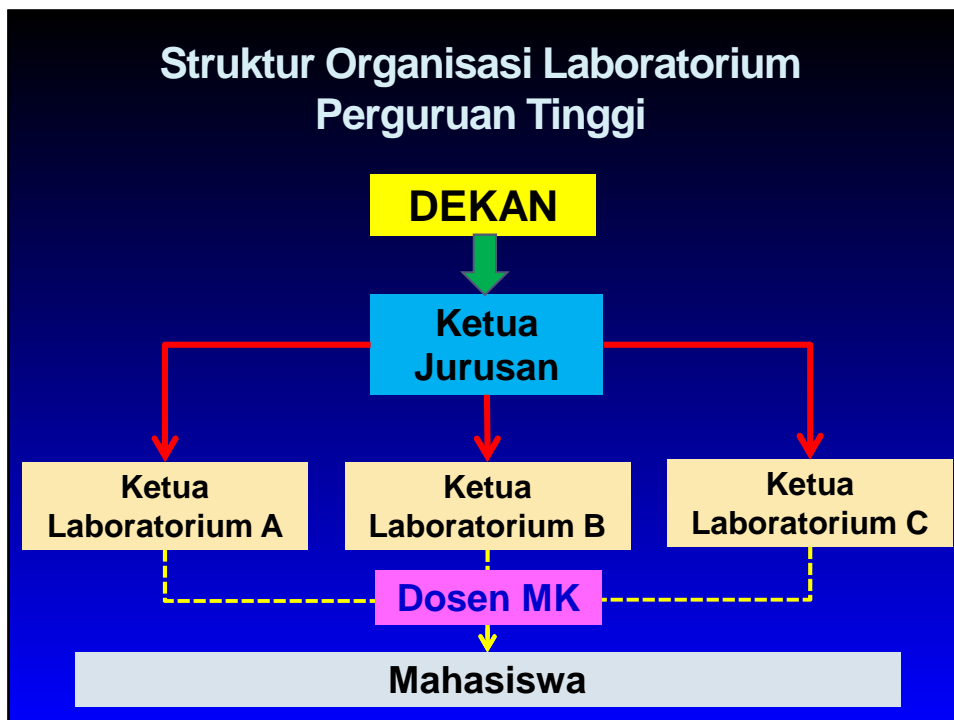 Struktur Organisasi Laboratorium
Perguruan Tinggi
DEKAN
Ketua
Jurusan
Ketua
Laboratorium A
Ketua
Laboratorium B
Ketua
Laboratorium C
Dosen MK
Mahasiswa